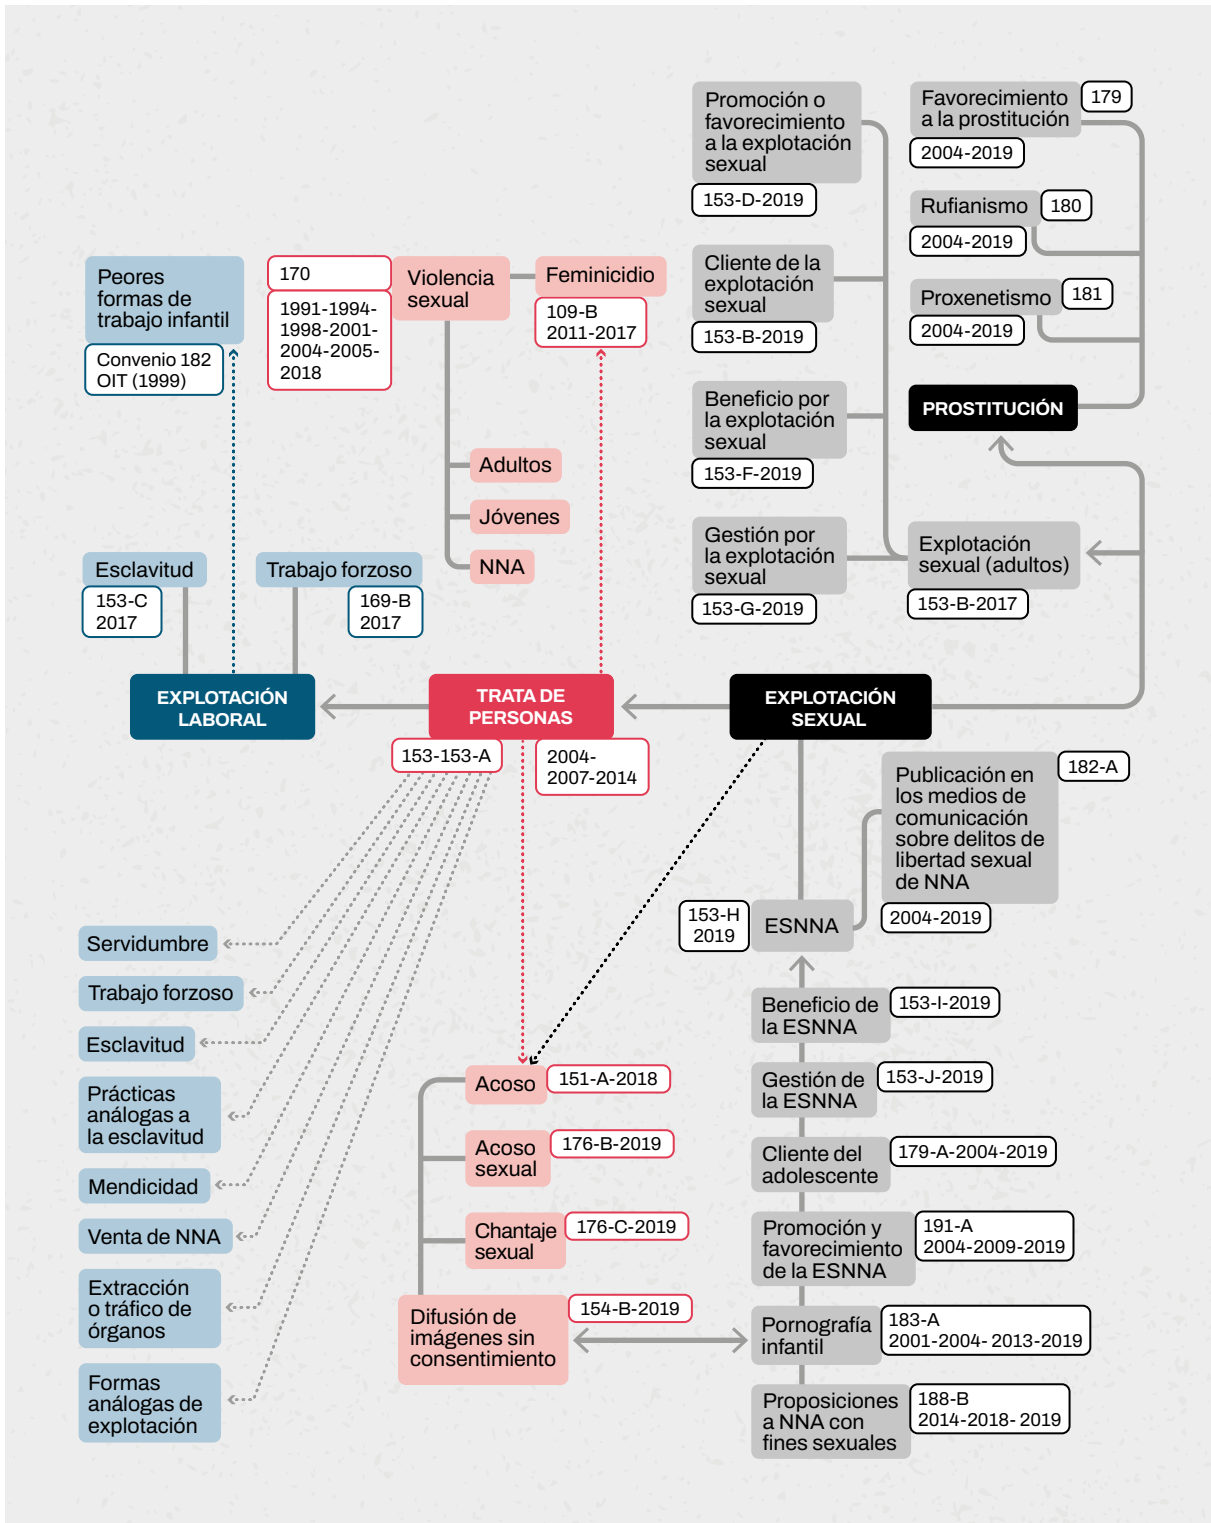 Promoción o
favorecimiento
a la explotación
sexual
153-D-2019
Favorecimiento
a la prostitución
179
2004-2019
Rufianismo
180
2004-2019
Proxenetismo
181
2004-2019
PROSTITUCIÓN
Peores
formas de
trabajo infantil
Convenio 182
OIT (1999)
170
1991-1994-
1998-2001-
2004-2005-
2018
Violencia
sexual
Feminicidio
109-B
2011-2017
Cliente de la
explotación
sexual
153-B-2019
Beneficio por
la explotación
sexual
153-F-2019
Adultos
Jóvenes
NNA
Gestión por
la explotación
sexual
153-G-2019
Explotación
sexual (adultos)
153-B-2017
Esclavitud
153-C
2017
Trabajo forzoso
169-B
2017
EXPLOTACIÓN
LABORAL
TRATA DE
PERSONAS
EXPLOTACIÓN
SEXUAL
153-153-A
2004-
2007-2014
Publicación en
los medios de
comunicación
sobre delitos de
libertad sexual
de NNA
182-A
2004-2019
153-H
2019
ESNNA
Servidumbre
Trabajo forzoso
Esclavitud
Prácticas
análogas a
la esclavitud
Mendicidad
Venta de NNA
Extracción
o tráfico de
órganos
Formas
análogas de
explotación
Acoso
151-A-2018
Acoso
sexual
176-B-2019
Chantaje
sexual
176-C-2019
Difusión de
imágenes sin
consentimiento
154-B-2019
Beneficio de
la ESNNA
153-I-2019
Gestión de
la ESNNA
153-J-2019
Cliente del
adolescente
179-A-2004-2019
Promoción y
favorecimiento
de la ESNNA
191-A
2004-2009-2019
Pornografía
infantil
183-A
2001-2004- 2013-2019
Proposiciones
a NNA con
fines sexuales
188-B
2014-2018- 2019